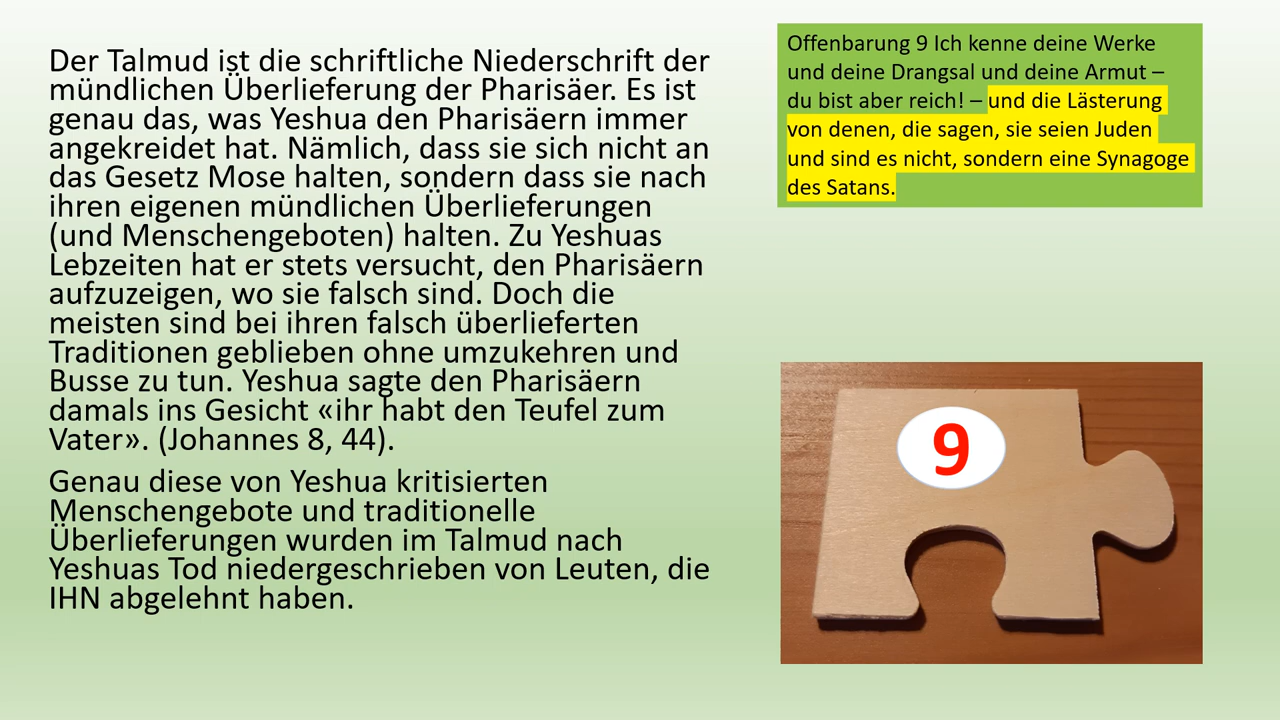 Der Talmud ist die schriftliche Niederschrift der
mündlichen Überlieferung der Pharisäer. Es ist
genau das, was Yeshua den Pharisäern immer
angekreidet hat. Nämlich, dass sie sich nicht an
das Gesetz Mose halten, sondern dass sie nach
ihren eigenen mündlichen Überlieferungen
(und Menschengeboten) halten. Zu Yeshuas
Lebzeiten hat er stets versucht, den Pharisäern
aufzuzeigen, wo sie falsch sind. Doch die
meisten sind bei ihren falsch überlieferten
Traditionen geblieben ohne umzukehren und
Busse zu tun. Yeshua sagte den Pharisäern
damals ins Gesicht «ihr habt den Teufel zum
Vater». (Johannes 8, 44).
Genau diese von Yeshua kritisierten
Menschengebote und traditionelle
Überlieferungen wurden im Talmud nach
Yeshuas Tod niedergeschrieben von Leuten, die
IHN abgelehnt haben.
Offenbarung 9 Ich kenne deine Werke
und deine Drangsal und deine Armut –
du bist aber reich! – und die Lästerung
von denen, die sagen, sie seien Juden
und sind es nicht, sondern eine Synagoge
des Satans.
9